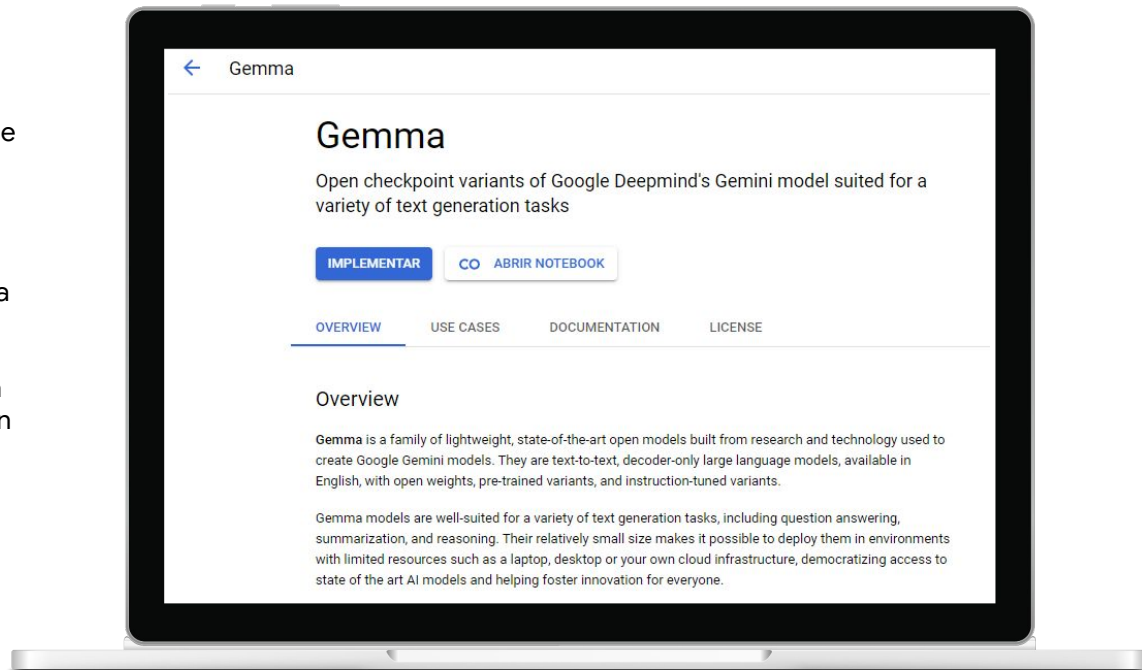 Gemma
Gemma
Open checkpoint variants of Google Deepmind's Gemini model suited for a
variety of text generation tasks
IMPLEMENTAR
ABRIR NOTEBOOK
OVERVIEW USE CASES DOCUMENTATION LICENSE
Overview
Gemma is a family of lightweight, state-of-the-art open models built from research and technology used to
create Google Gemini models. They are text-to-text, decoder-only large language models, available in
English, with open weights, pre-trained variants, and instruction-tuned variants.
Gemma models are well-suited for a variety of text generation tasks, including question answering,
summarization, and reasoning. Their relatively small size makes it possible to deploy them in environments
with limited resources such as a laptop, desktop or your own cloud infrastructure, democratizing access to
state of the art AI models and helping foster innovation for everyone.